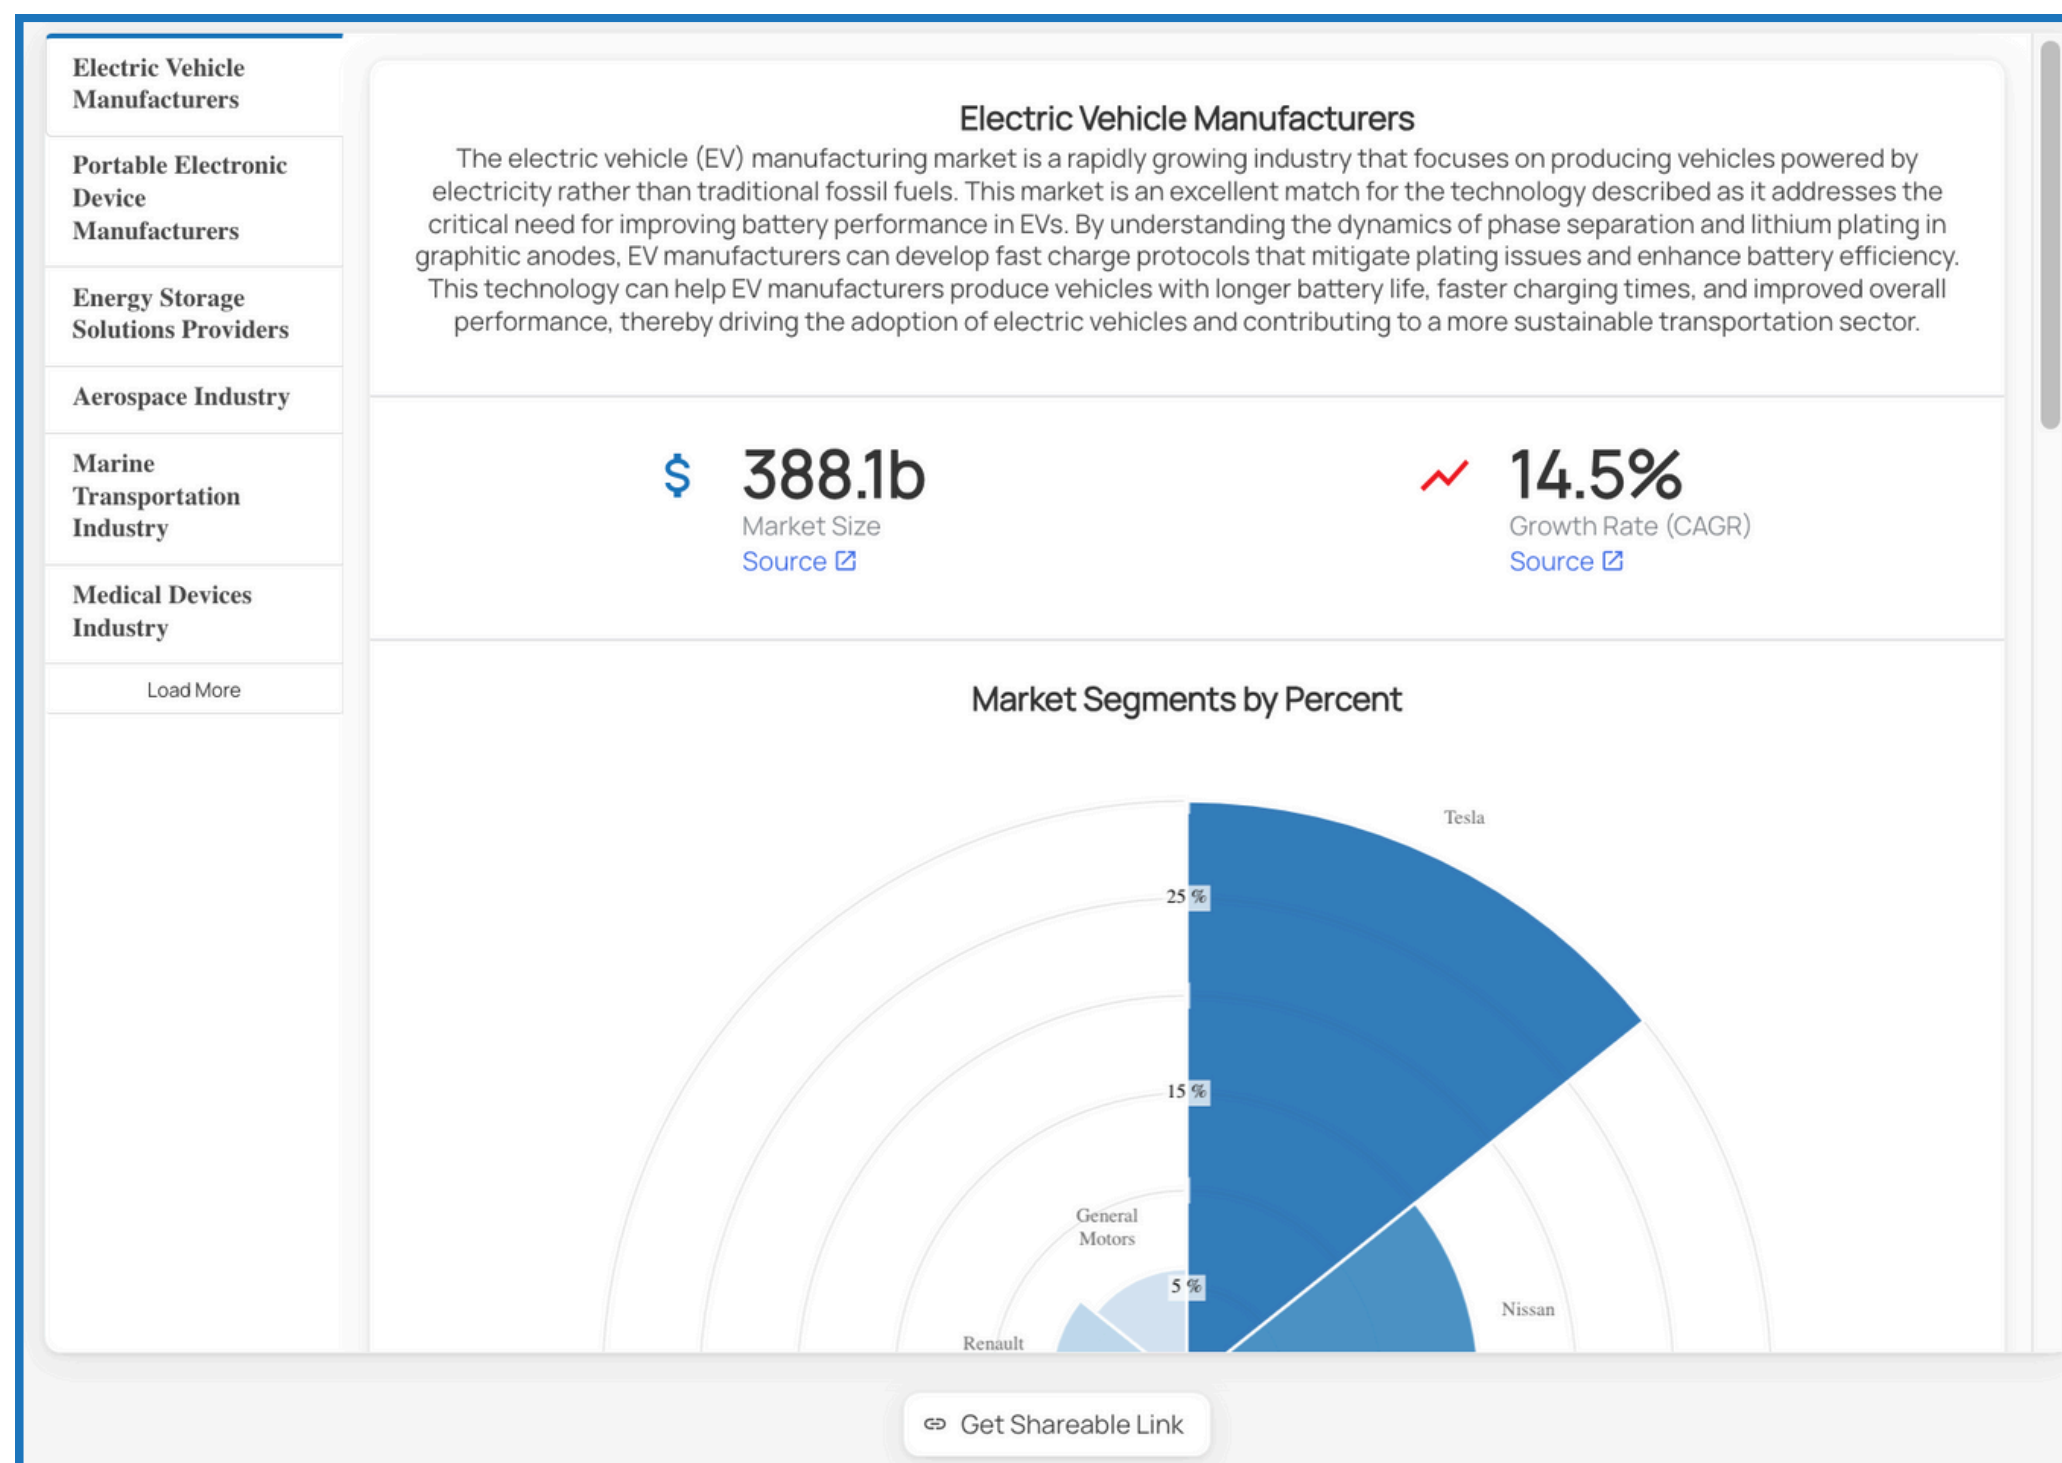 Electric Vehicle
Manufacturers
Portable Electronic
Device
Manufacturers
Energy Storage
Solutions Providers
Aerospace Industry
Marine
Transportation
Industry
Medical Devices
Industry
Load More
Electric Vehicle Manufacturers
The electric vehicle (EV) manufacturing market is a rapidly growing industry that focuses on producing vehicles powered by
electricity rather than traditional fossil fuels. This market is an excellent match for the technology described as it addresses the
critical need for improving battery performance in EVs. By understanding the dynamics of phase separation and lithium plating in
graphitic anodes, EV manufacturers can develop fast charge protocols that mitigate plating issues and enhance battery efficiency.
This technology can help EV manufacturers produce vehicles with longer battery life, faster charging times, and improved overall
performance, thereby driving the adoption of electric vehicles and contributing to a more sustainable transportation sector.
$ 388.1b
Market Size
Source
14.5%
Growth Rate (CAGR)
Source
Market Segments by Percent
Tesla
25 %
15 %
General
Motors
5 %
Nissan
Renault
Get Shareable Link